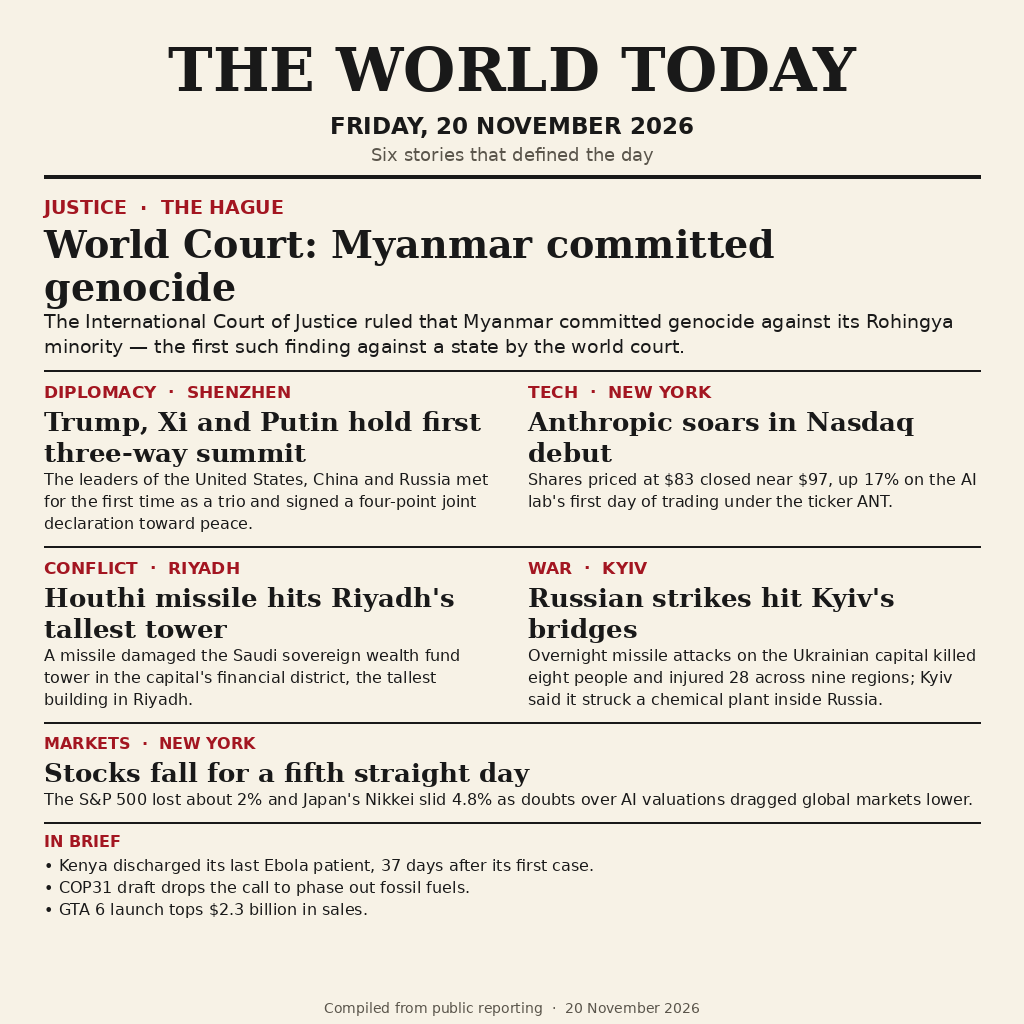 THE WORLD TODAY
FRIDAY, 20 NOVEMBER 2026
Six stories that defined the day
JUSTICE · THE HAGUE
World Court: Myanmar committed
genocide
The International Court of Justice ruled that Myanmar committed genocide against its Rohingya
minority — the first such finding against a state by the world court.
DIPLOMACY · SHENZHEN
Trump, Xi and Putin hold first
three-way summit
The leaders of the United States, China and Russia met
for the first time as a trio and signed a four-point joint
declaration toward peace.
TECH · NEW YORK
Anthropic soars in Nasdaq
debut
Shares priced at $83 closed near $97, up 17% on the AI
lab's first day of trading under the ticker ANT.
CONFLICT · RIYADH
Houthi missile hits Riyadh's
tallest tower
A missile damaged the Saudi sovereign wealth fund
tower in the capital's financial district, the tallest
building in Riyadh.
WAR · KYIV
Russian strikes hit Kyiv's
bridges
Overnight missile attacks on the Ukrainian capital killed
eight people and injured 28 across nine regions; Kyiv
said it struck a chemical plant inside Russia.
MARKETS · NEW YORK
Stocks fall for a fifth straight day
The S&P 500 lost about 2% and Japan's Nikkei slid 4.8% as doubts over AI valuations dragged global markets lower.
IN BRIEF
• Kenya discharged its last Ebola patient, 37 days after its first case.
• COP31 draft drops the call to phase out fossil fuels.
• GTA 6 launch tops $2.3 billion in sales.
Compiled from public reporting · 20 November 2026